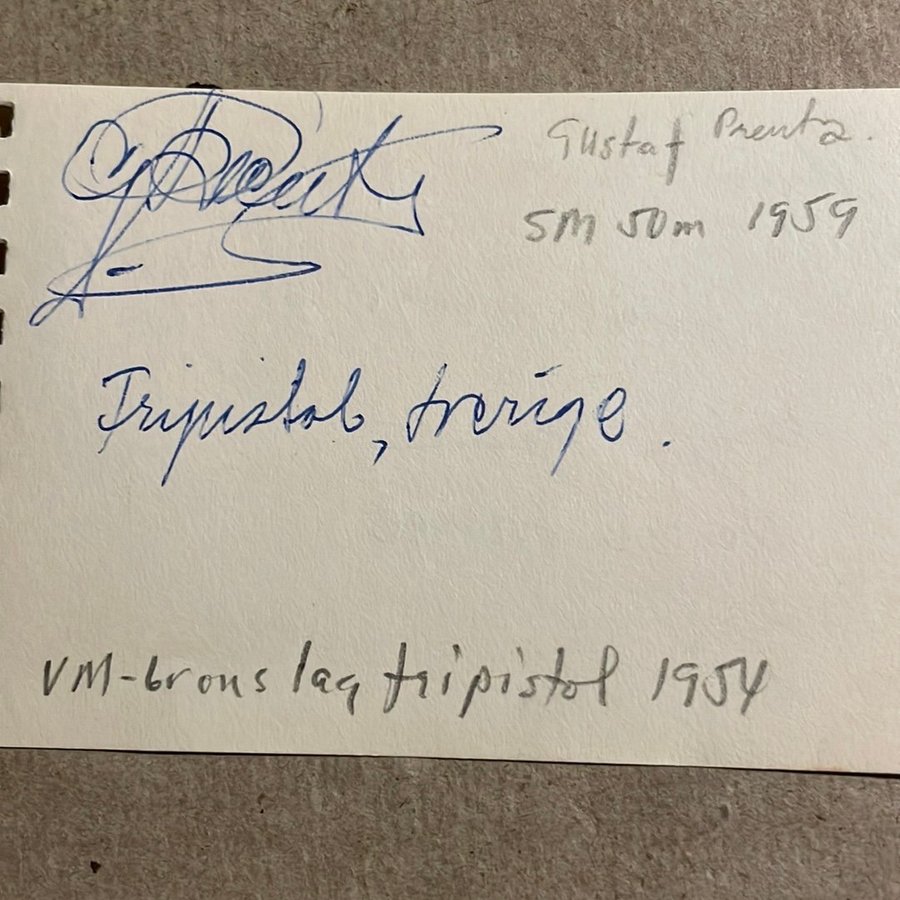 Gustaf Prentz.
SM 50m 1959
Fripistol, Sverige.
VM-brons lag fripistol 1954